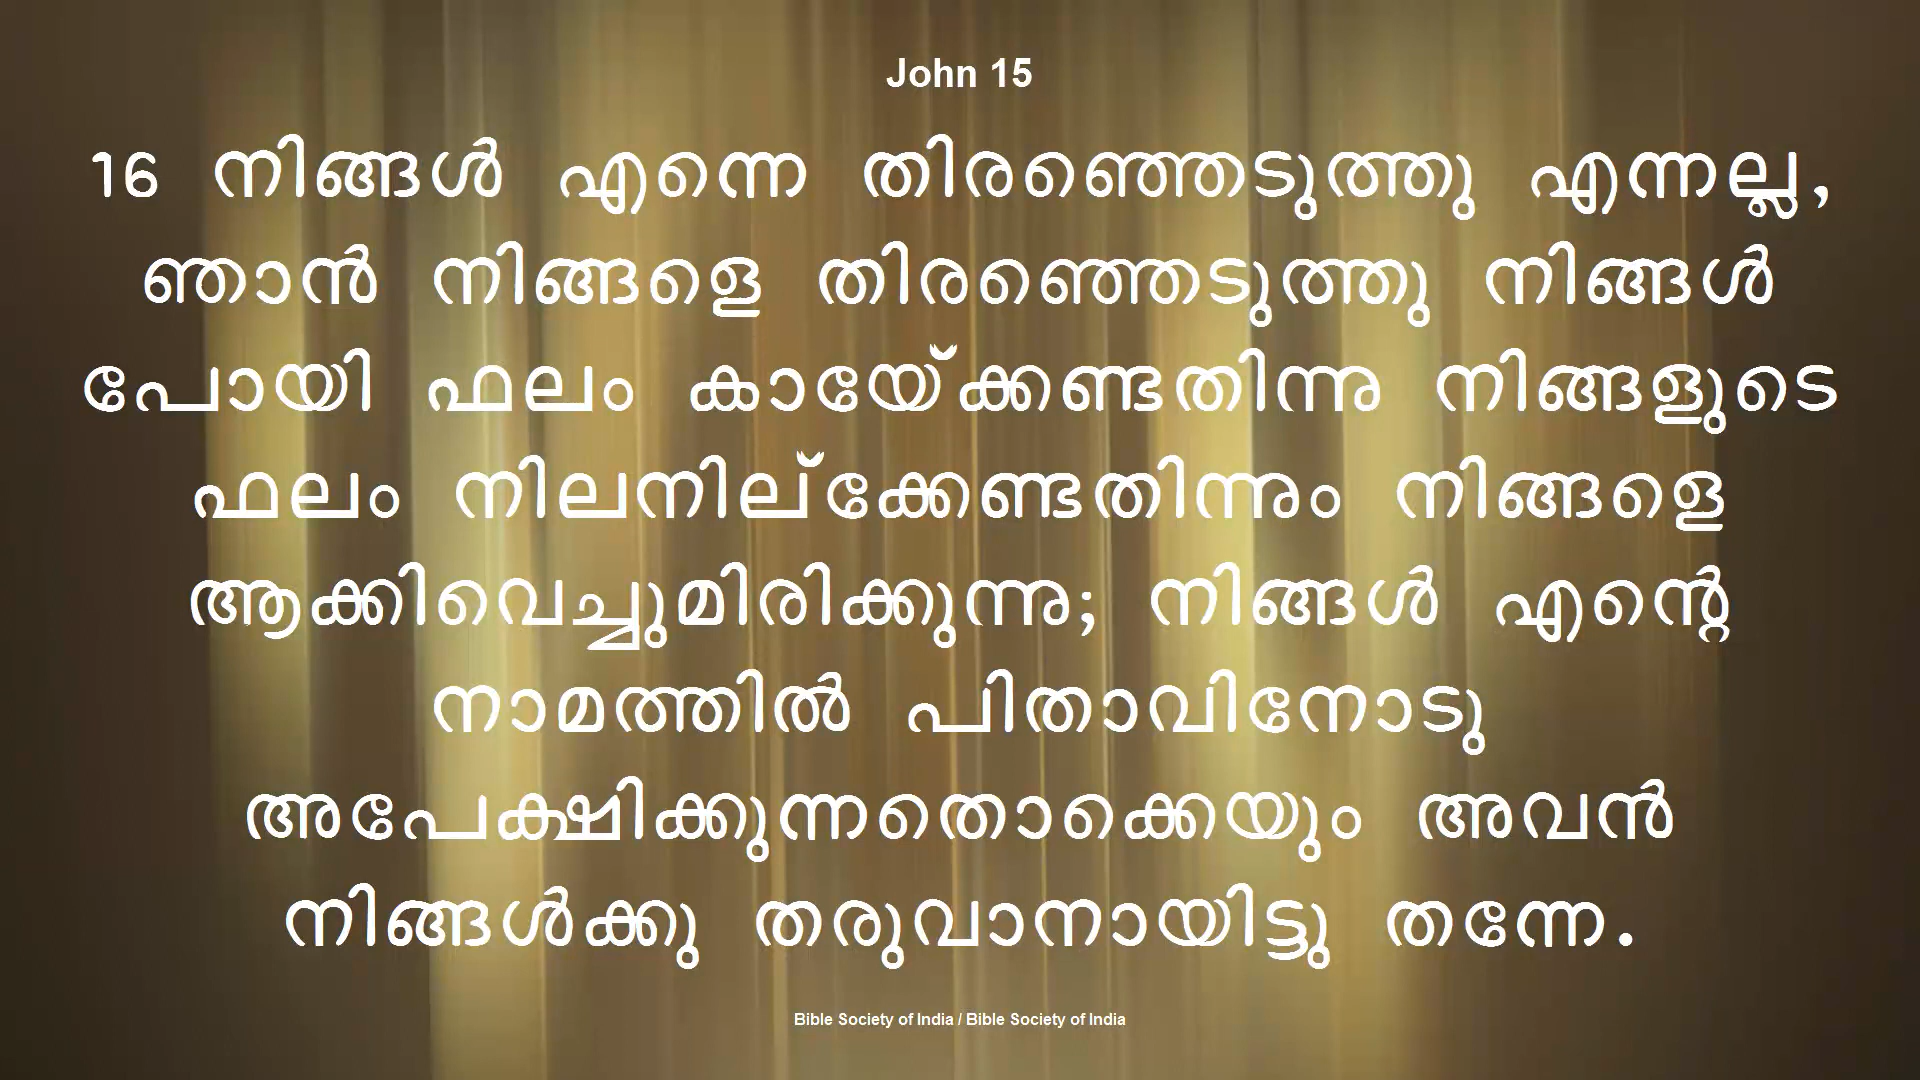 John 15
16 നിങ്ങൾ എന്നെ തിരഞ്ഞെടുത്തു എന്നല്ല,
ഞാൻ നിങ്ങളെ തിരഞ്ഞെടുത്തു നിങ്ങൾ
പോയി ഫലം കായേ്ക്കണ്ടതിന്നു നിങ്ങളുടെ
ഫലം നിലനില്ക്കേണ്ടതിന്നും നിങ്ങളെ
ആക്കിവെച്ചുമിരിക്കുന്നു; നിങ്ങൾ എന്റെ
നാമത്തിൽ പിതാവിനോടു
അപേക്ഷിക്കുന്നതൊക്കെയും അവൻ
നിങ്ങൾക്കു തരുവാനായിട്ടു തന്നേ.
Bible Society of India / Bible Society of India